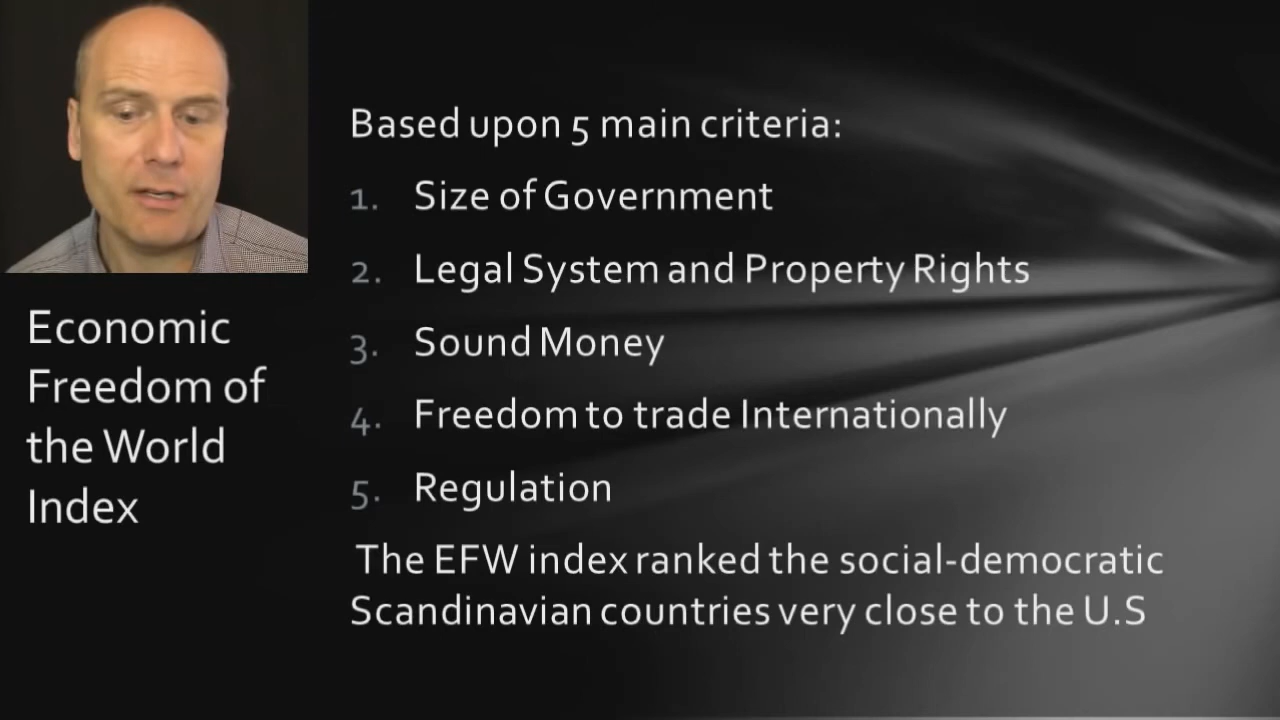 Economic
Freedom of
the World
Index
Based upon 5 main criteria:
1. Size of Government
2. Legal System and Property Rights
3. Sound Money
4. Freedom to trade Internationally
5. Regulation
The EFW index ranked the social-democratic
Scandinavian countries very close to the U.S